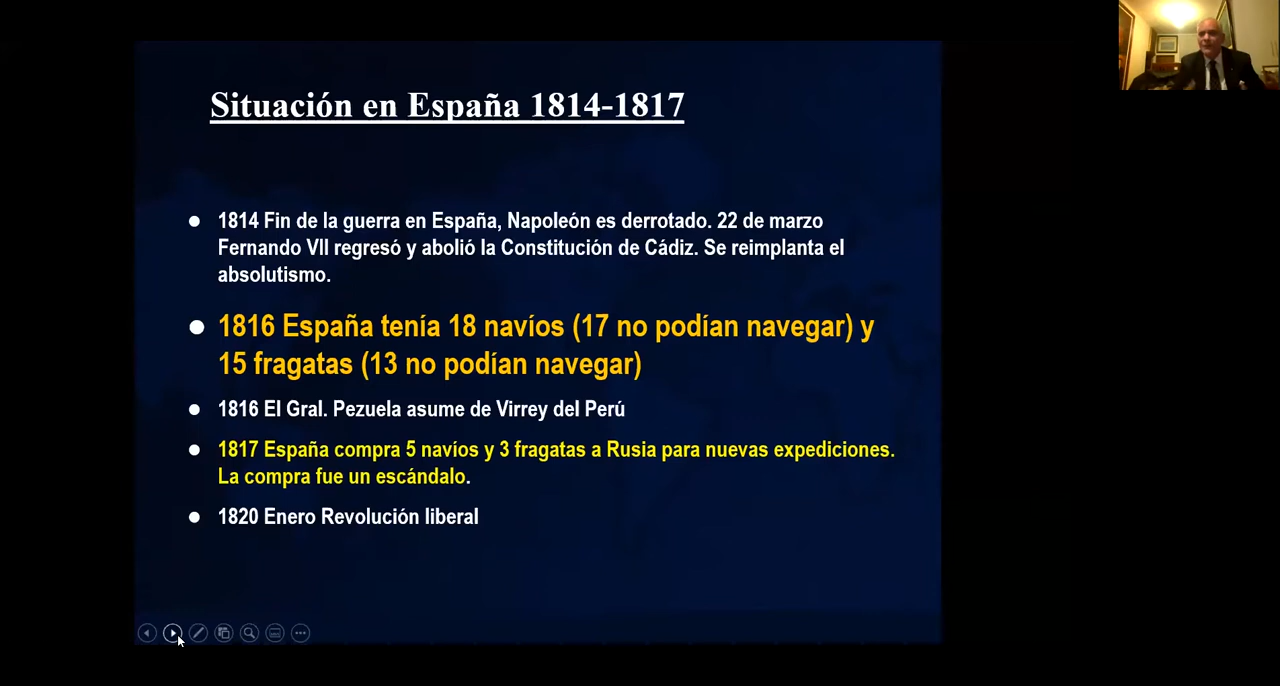 Situación en España 1814-1817
● 1814 Fin de la guerra en España, Napoleón es derrotado. 22 de marzo
Fernando VII regresó y abolió la Constitución de Cádiz. Se reimplanta el
absolutismo.
● 1816 España tenía 18 navíos (17 no podían navegar) y
15 fragatas (13 no podían navegar)
● 1816 El Gral. Pezuela asume de Virrey del Perú
● 1817 España compra 5 navíos y 3 fragatas a Rusia para nuevas expediciones.
La compra fue un escándalo.
● 1820 Enero Revolución liberal